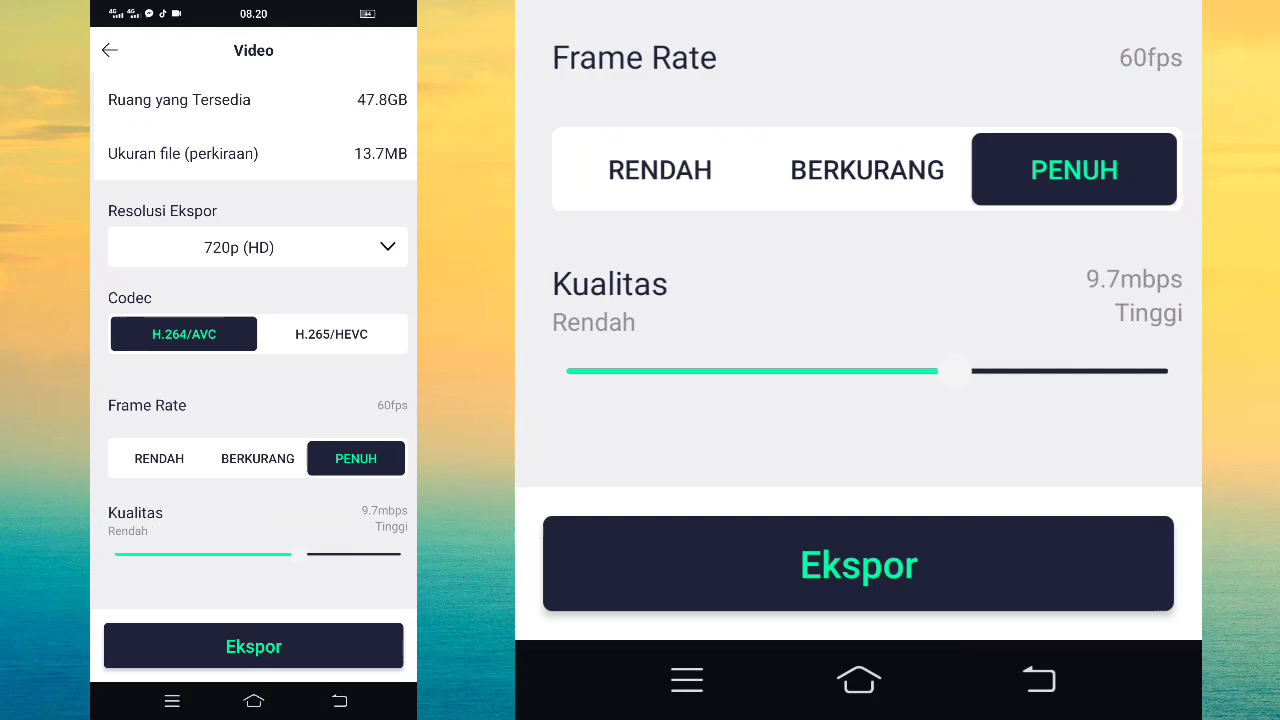 08.20
44
Video
Ruang yang Tersedia 47.8GB
Ukuran file (perkiraan) 13.7MB
Resolusi Ekspor
720p (HD)
Codec
H.264/AVC H.265/HEVC
Frame Rate 60fps
RENDAH BERKURANG PENUH
Kualitas 9.7mbps
Rendah Tinggi
Ekspor
Frame Rate 60fps
RENDAH BERKURANG PENUH
Kualitas 9.7mbps
Rendah Tinggi
Ekspor